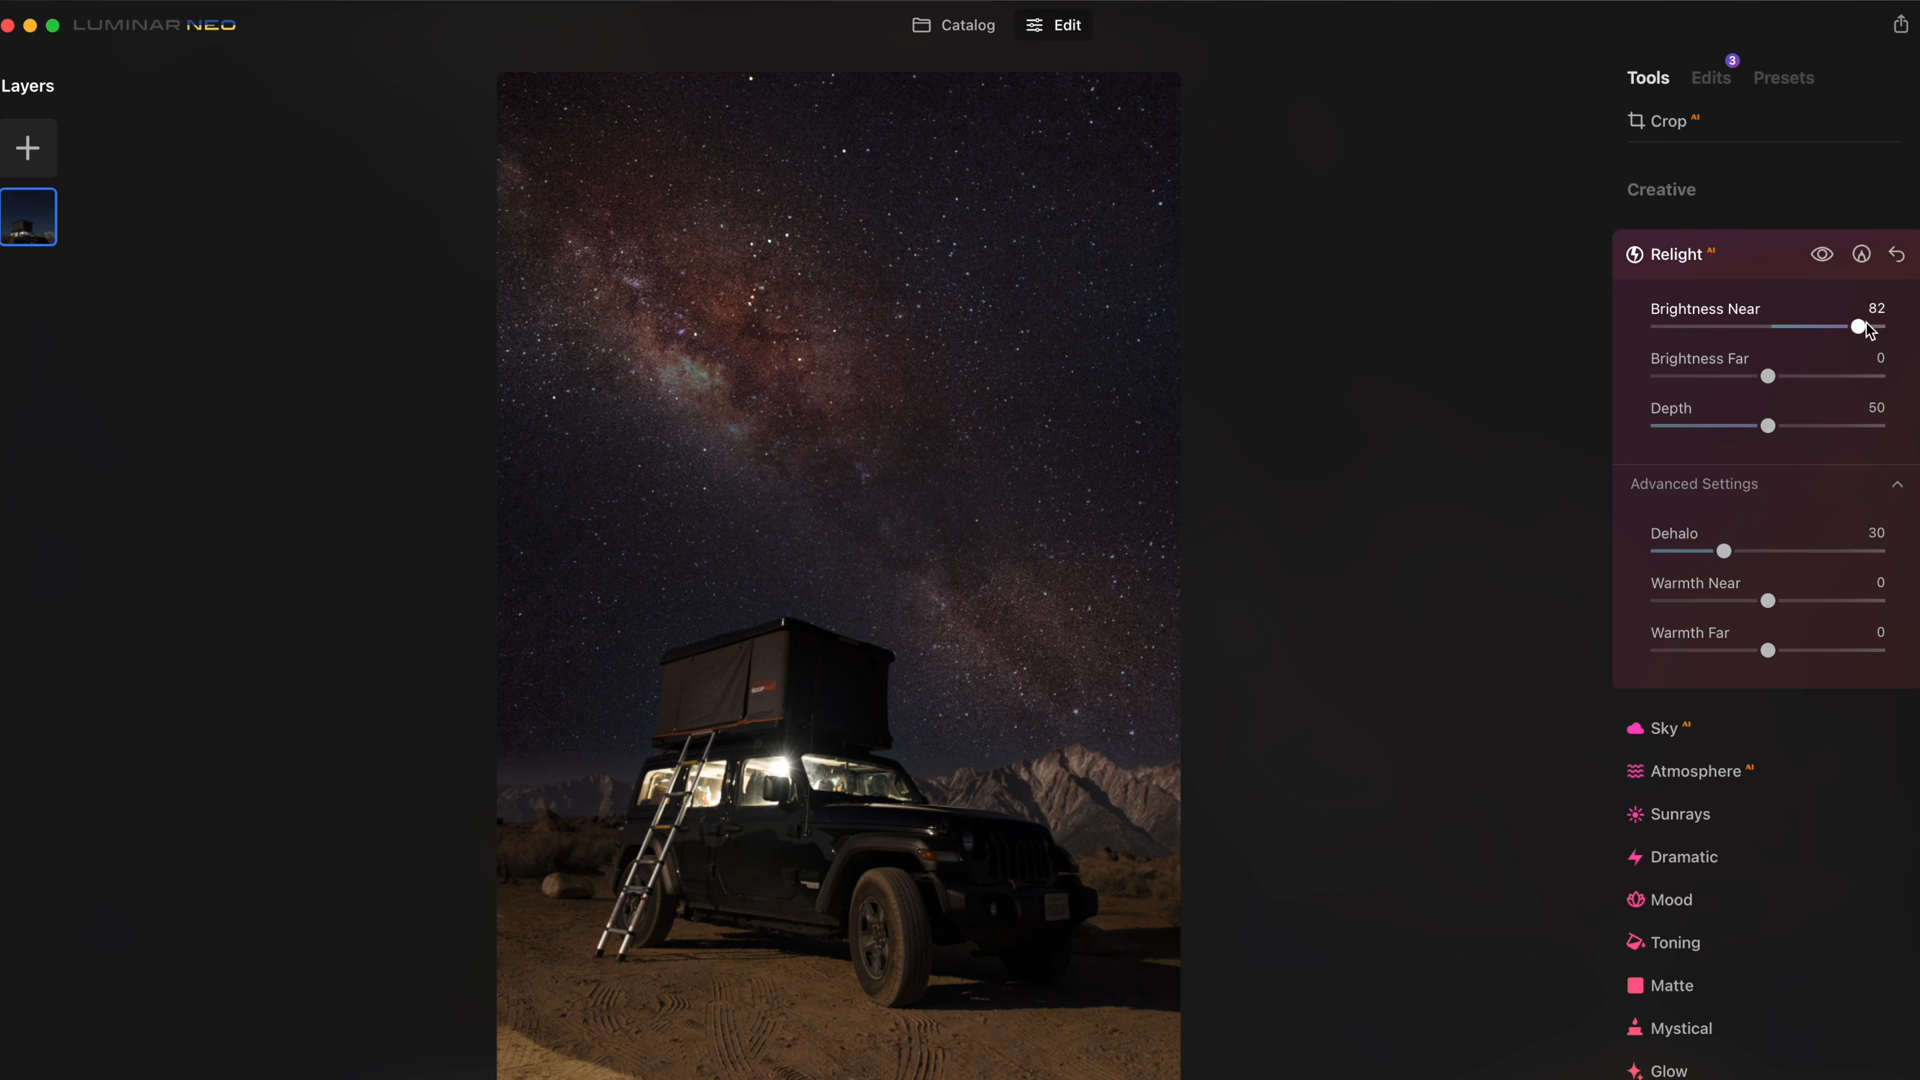 LUMINAR NEO
Catalog
Edit
Layers
3
Tools
Edits
Presets
Crop AI
Creative
Relight AI
Brightness Near 82
Brightness Far 0
Depth 50
Advanced Settings
Dehalo 30
Warmth Near 0
Warmth Far 0
Sky AI
Atmosphere AI
Sunrays
Dramatic
Mood
Toning
Matte
Mystical
Glow